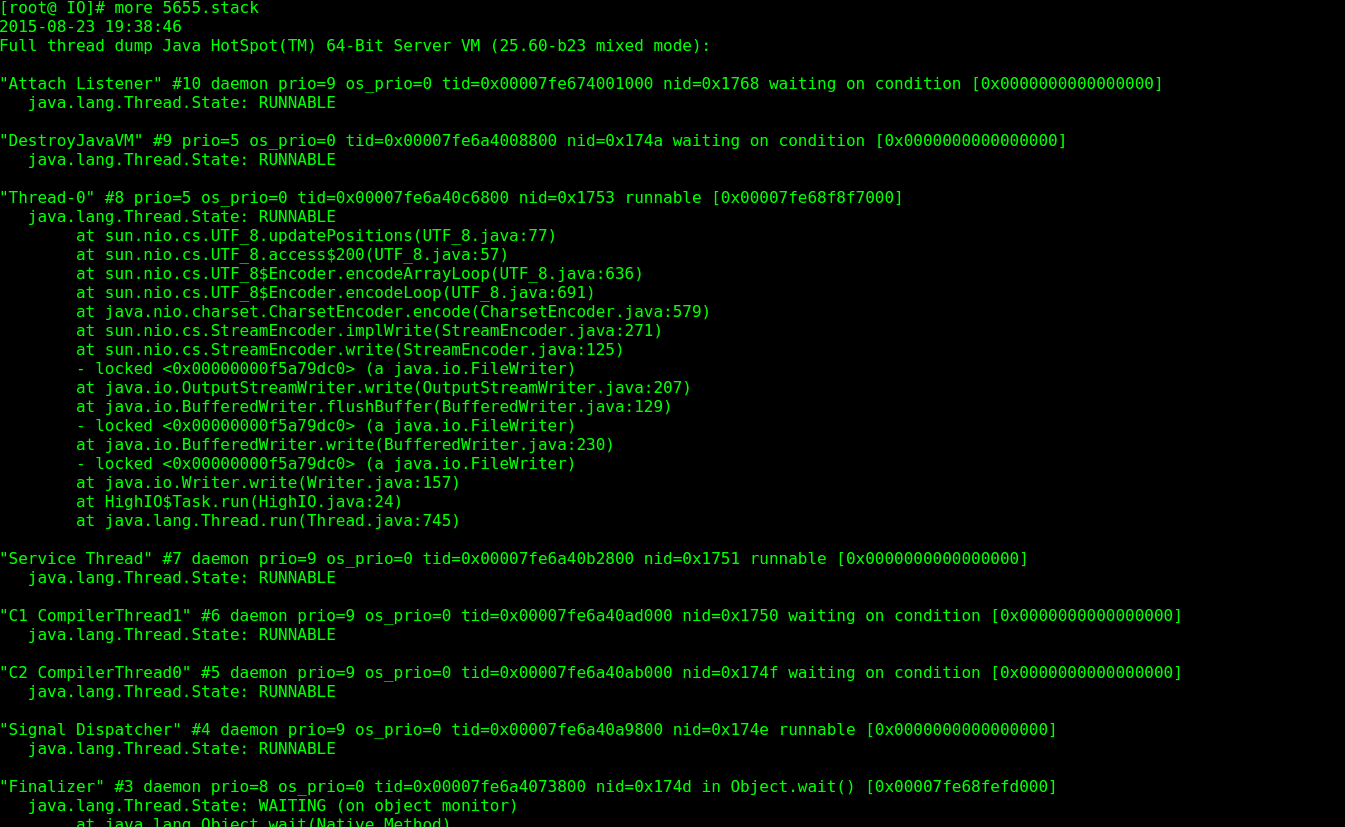 [root@ IO]# more 5655.stack
2015-08-23 19:38:46
Full thread dump Java HotSpot(TM) 64-Bit Server VM (25.60-b23 mixed mode):
"Attach Listener" #10 daemon prio=9 os_prio=0 tid=0x00007fe674001000 nid=0x1768 waiting on condition [0x0000000000000000]
java.lang.Thread.State: RUNNABLE
"DestroyJavaVM" #9 prio=5 os_prio=0 tid=0x00007fe6a4008800 nid=0x174a waiting on condition [0x0000000000000000]
java.lang.Thread.State: RUNNABLE
"Thread-0" #8 prio=5 os_prio=0 tid=0x00007fe6a40c6800 nid=0x1753 runnable [0x00007fe68f8f7000]
java.lang.Thread.State: RUNNABLE
at sun.nio.cs.UTF_8.updatePositions(UTF_8.java:77)
at sun.nio.cs.UTF_8.access$200(UTF_8.java:57)
at sun.nio.cs.UTF_8$Encoder.encodeArrayLoop(UTF_8.java:636)
at sun.nio.cs.UTF_8$Encoder.encodeLoop(UTF_8.java:691)
at java.nio.charset.CharsetEncoder.encode(CharsetEncoder.java:579)
at sun.nio.cs.StreamEncoder.implWrite(StreamEncoder.java:271)
at sun.nio.cs.StreamEncoder.write(StreamEncoder.java:125)
- locked <0x00000000f5a79dc0> (a java.io.FileWriter)
at java.io.OutputStreamWriter.write(OutputStreamWriter.java:207)
at java.io.BufferedWriter.flushBuffer(BufferedWriter.java:129)
- locked <0x00000000f5a79dc0> (a java.io.FileWriter)
at java.io.BufferedWriter.write(BufferedWriter.java:230)
- locked <0x00000000f5a79dc0> (a java.io.FileWriter)
at java.io.Writer.write(Writer.java:157)
at HighIO$Task.run(HighIO.java:24)
at java.lang.Thread.run(Thread.java:745)
"Service Thread" #7 daemon prio=9 os_prio=0 tid=0x00007fe6a40b2800 nid=0x1751 runnable [0x0000000000000000]
java.lang.Thread.State: RUNNABLE
"C1 CompilerThread1" #6 daemon prio=9 os_prio=0 tid=0x00007fe6a40ad000 nid=0x1750 waiting on condition [0x0000000000000000]
java.lang.Thread.State: RUNNABLE
"C2 CompilerThread0" #5 daemon prio=9 os_prio=0 tid=0x00007fe6a40ab000 nid=0x174f waiting on condition [0x0000000000000000]
java.lang.Thread.State: RUNNABLE
"Signal Dispatcher" #4 daemon prio=9 os_prio=0 tid=0x00007fe6a40a9800 nid=0x174e runnable [0x0000000000000000]
java.lang.Thread.State: RUNNABLE
"Finalizer" #3 daemon prio=8 os_prio=0 tid=0x00007fe6a4073800 nid=0x174d in Object.wait() [0x00007fe68fefd000]
java.lang.Thread.State: WAITING (on object monitor)
at java.lang.Object.wait(Native Method)